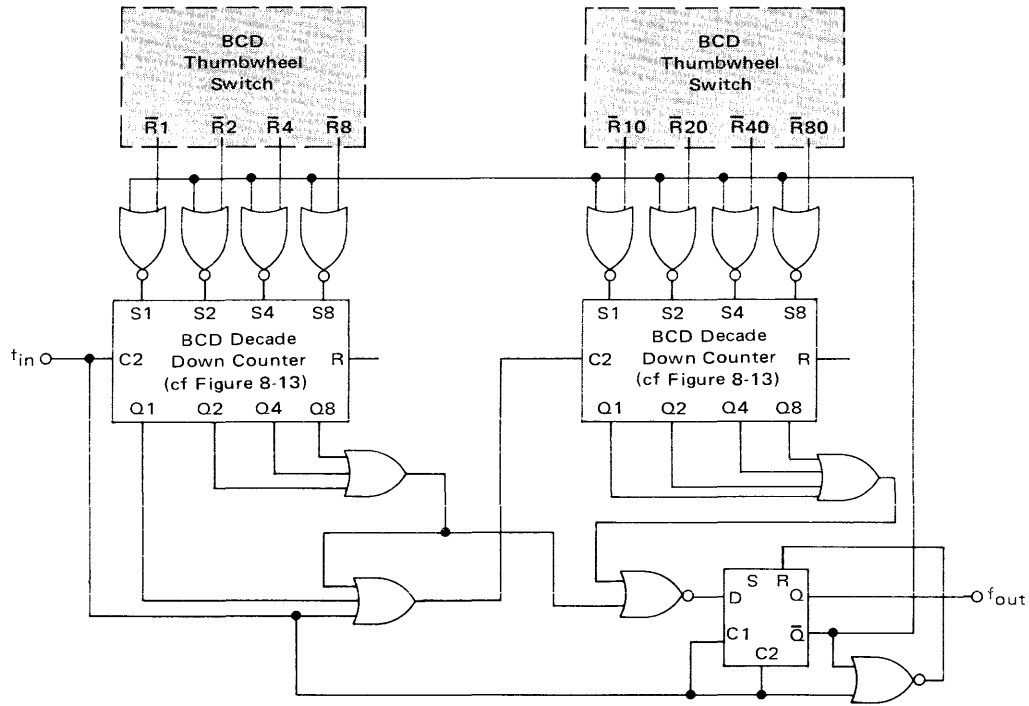 BCD
Thumbwheel
Switch
R̅1 R̅2 R̅4 R̅8
BCD
Thumbwheel
Switch
R̅10 R̅20 R̅40 R̅80
S1 S2 S4 S8
BCD Decade
Down Counter
(cf Figure 8-13)
C2
R
Q1 Q2 Q4 Q8
fin
S1 S2 S4 S8
BCD Decade
Down Counter
(cf Figure 8-13)
C2
R
Q1 Q2 Q4 Q8
S R
D Q
C1 Q̅
C2
fout